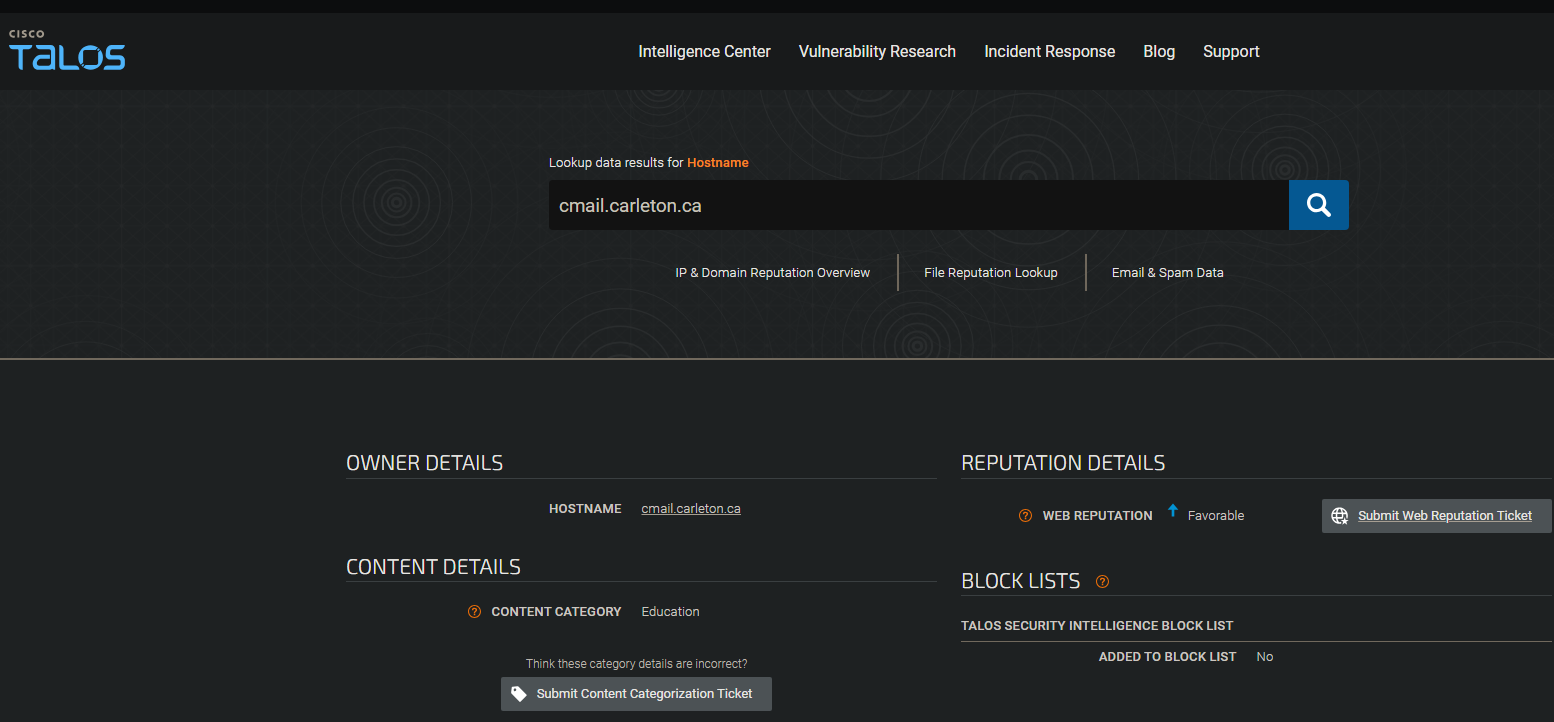 CISCO
TALOS
Intelligence Center Vulnerability Research Incident Response Blog Support
Lookup data results for Hostname
cmail.carleton.ca
IP & Domain Reputation Overview File Reputation Lookup Email & Spam Data
OWNER DETAILS
HOSTNAME cmail.carleton.ca
CONTENT DETAILS
? CONTENT CATEGORY Education
Think these category details are incorrect?
Submit Content Categorization Ticket
REPUTATION DETAILS
? WEB REPUTATION Favorable Submit Web Reputation Ticket
BLOCK LISTS ?
TALOS SECURITY INTELLIGENCE BLOCK LIST
ADDED TO BLOCK LIST No